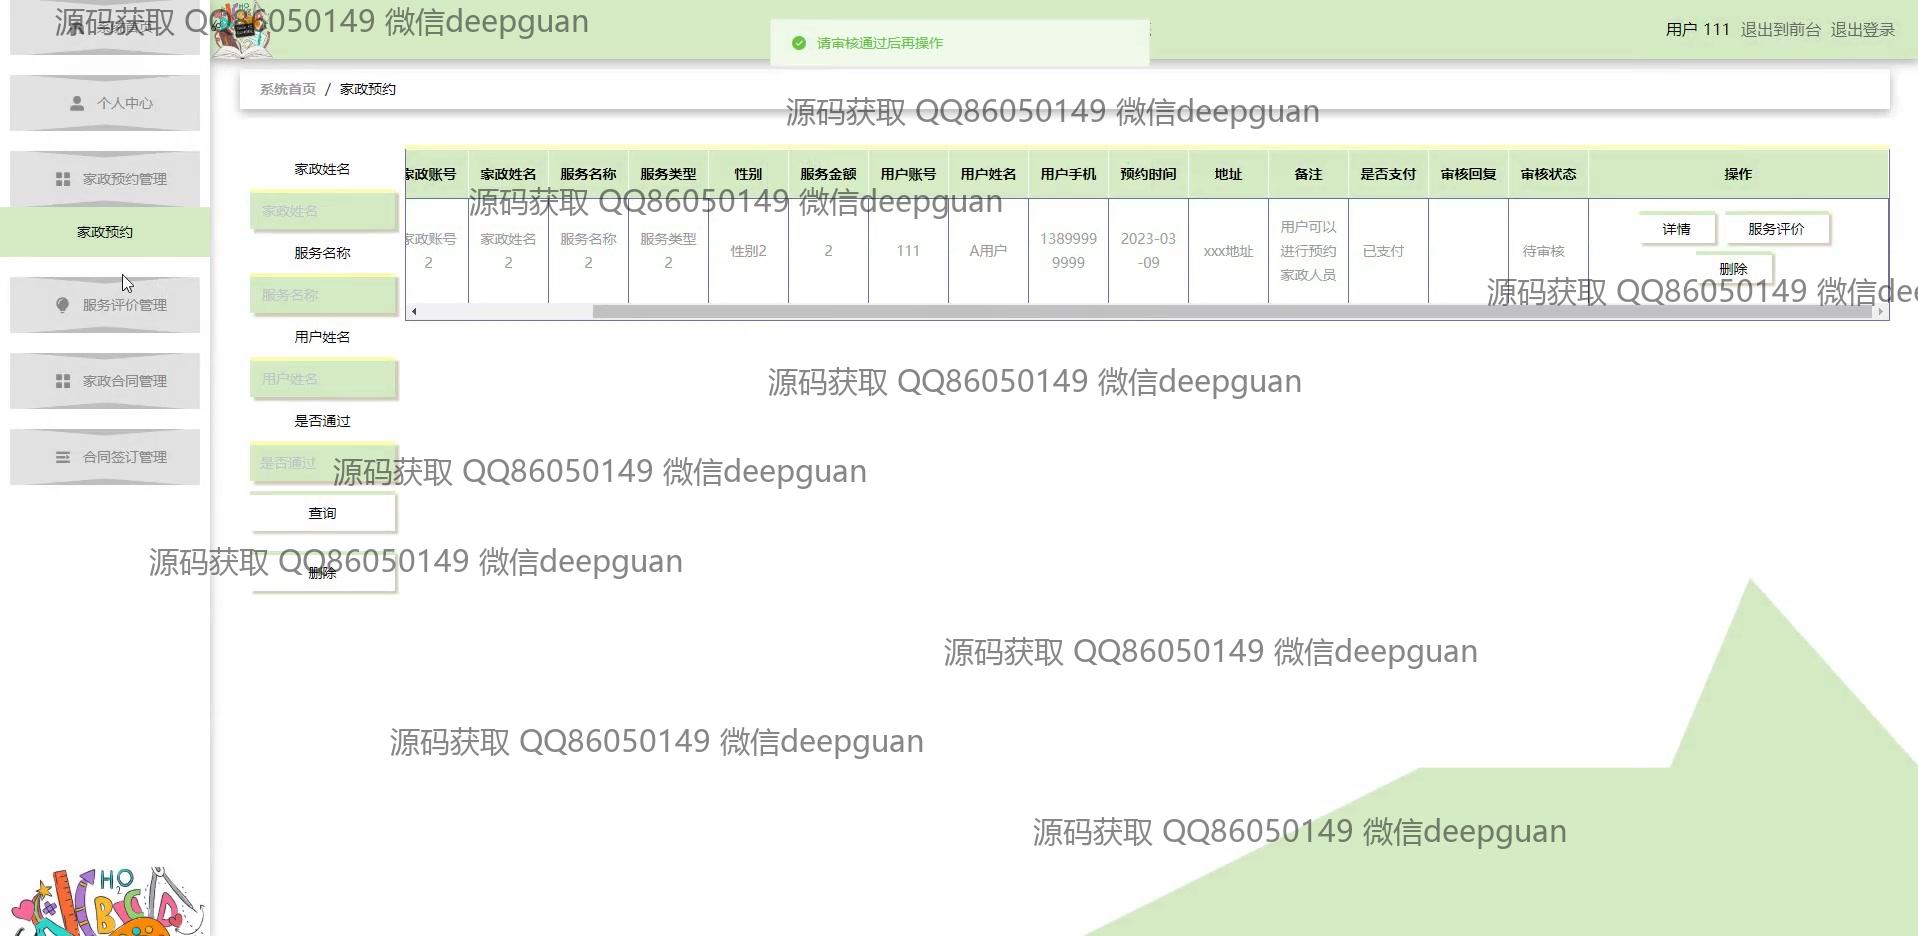 系统首页
源码获取 QQ86050149 微信deepguan
请审核通过后再操作
用户 111 退出到前台 退出登录
系统首页 / 家政预约
源码获取 QQ86050149 微信deepguan
个人中心
家政预约管理
家政预约
服务评价管理
家政合同管理
合同签订管理
家政姓名
家政姓名
服务名称
服务名称
用户姓名
用户姓名
是否通过
是否通过
查询
删除
家政账号 家政姓名 服务名称 服务类型 性别 服务金额 用户账号 用户姓名 用户手机 预约时间 地址 备注 是否支付 审核回复 审核状态 操作
源码获取 QQ86050149 微信deepguan
家政账号2 家政姓名2 服务名称2 服务类型2 性别2 2 111 A用户 13899999999 2023-03-09 xxx地址 用户可以进行预约家政人员 已支付 待审核 详情 服务评价
删除
源码获取 QQ86050149 微信dee
源码获取 QQ86050149 微信deepguan
源码获取 QQ86050149 微信deepguan
源码获取 QQ86050149 微信deepguan
源码获取 QQ86050149 微信deepguan
源码获取 QQ86050149 微信deepguan
源码获取 QQ86050149 微信deepguan
H2O
A B C D